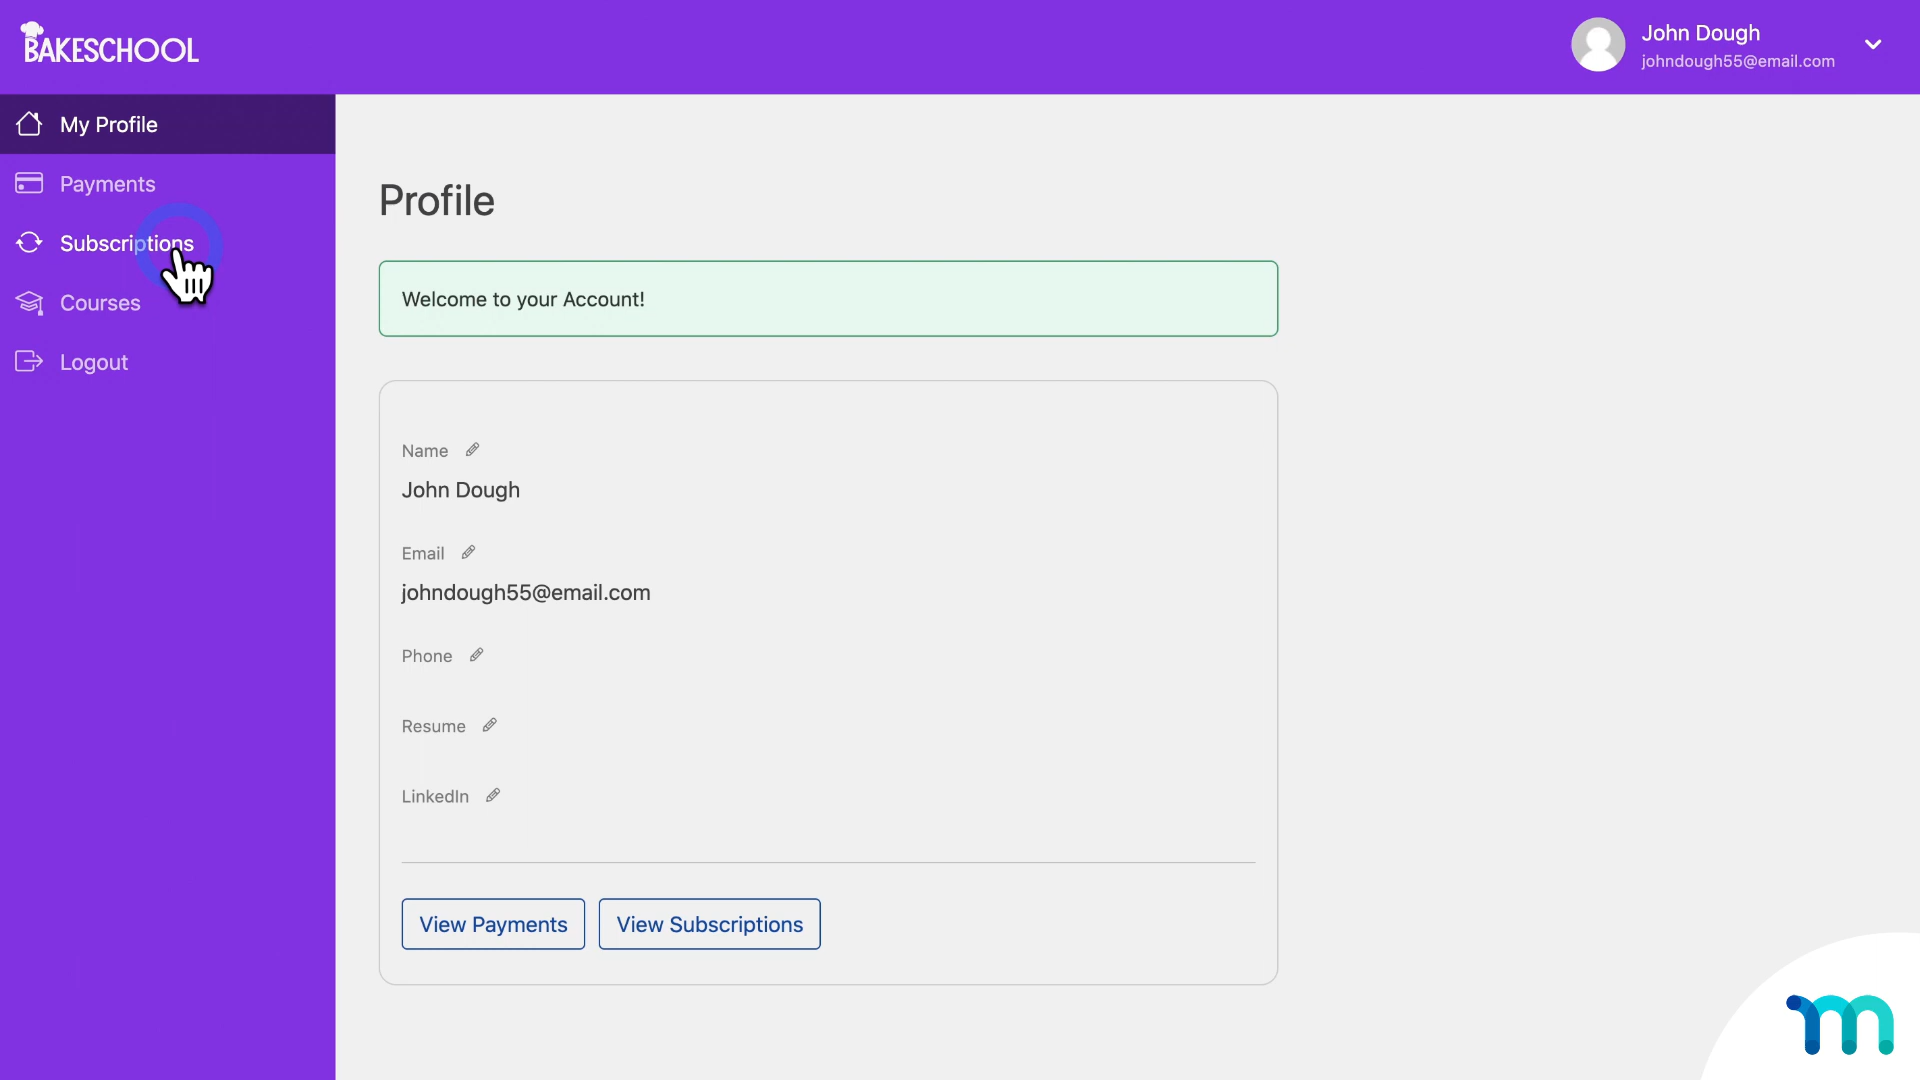 BAKESCHOOL
John Dough
johndough55@email.com
My Profile
Payments
Subscriptions
Courses
Logout
Profile
Welcome to your Account!
Name
John Dough
Email
johndough55@email.com
Phone
Resume
LinkedIn
View Payments
View Subscriptions
m